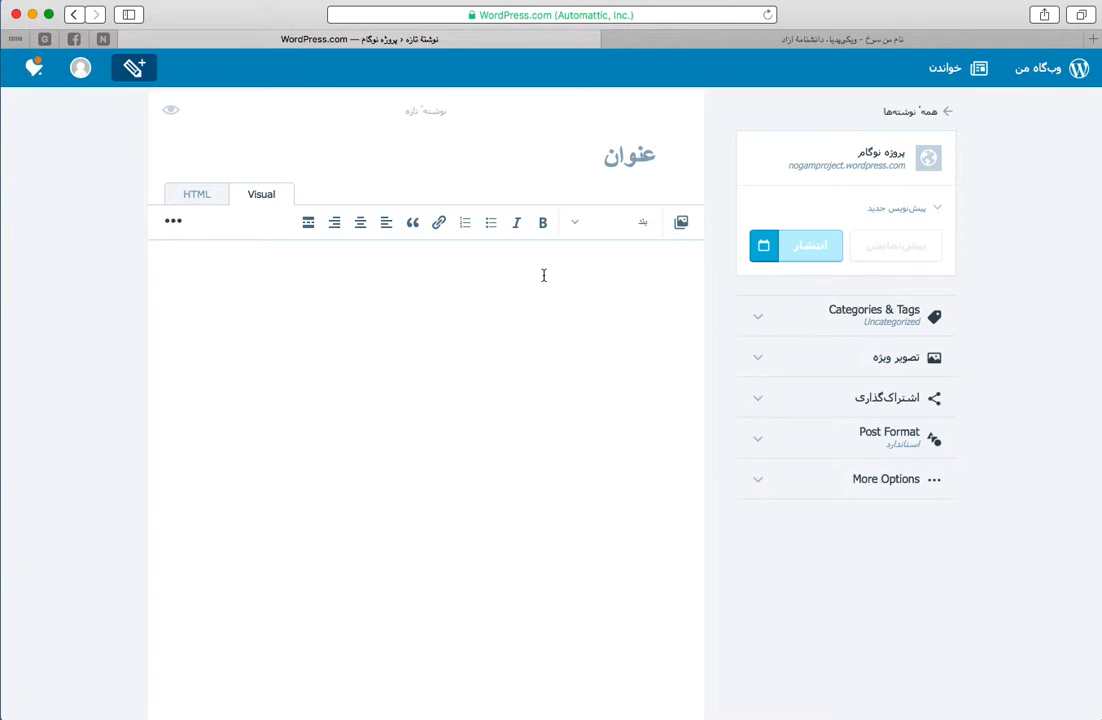 WordPress.com (Automattic, Inc.)
G
N
نوشتهٔ تازه ‹ پروژه نوگام — WordPress.com
نام من سرخ - ویکی‌پدیا، دانشنامهٔ آزاد
وب‌گاه من
خواندن
همهٔ نوشته‌ها
نوشتهٔ تازه
عنوان
پروژه نوگام
nogamproject.wordpress.com
Visual
HTML
پیش‌نویس جدید
بند
B
I
پیش‌نمایش
انتشار
Categories & Tags
Uncategorized
تصویر ویژه
اشتراک‌گذاری
Post Format
استاندارد
More Options